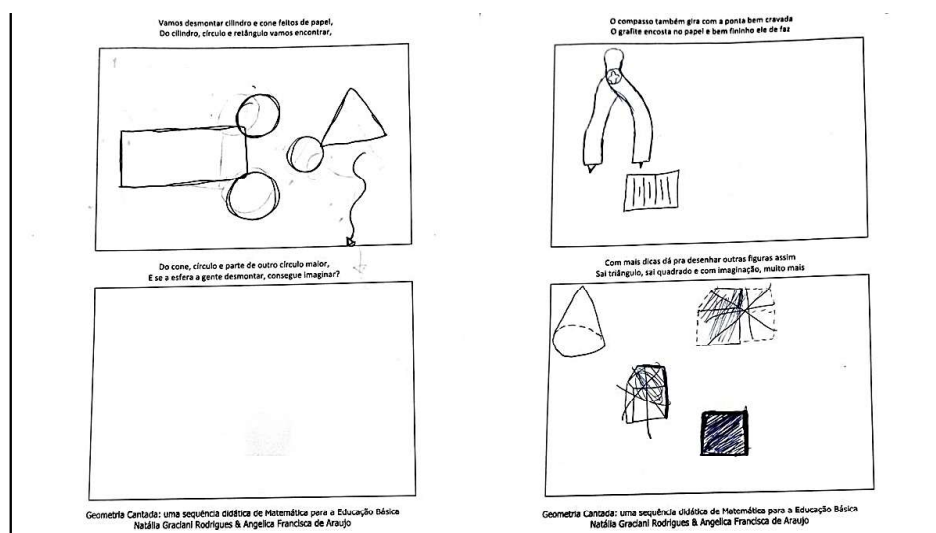 Vamos desmontar cilindro e cone feitos de papel,
Do cilindro, círculo e retângulo vamos encontrar,
Do cone, círculo e parte de outro círculo maior,
E se a esfera a gente desmontar, consegue imaginar?
Geometria Cantada: uma sequência didática de Matemática para a Educação Básica
Natália Graciani Rodrigues & Angelica Francisca de Araujo
O compasso também gira com a ponta bem cravada
O grafite encosta no papel e bem fininho ele de faz
Com mais dicas dá pra desenhar outras figuras assim
Sai triângulo, sai quadrado e com imaginação, muito mais
Geometria Cantada: uma sequência didática de Matemática para a Educação Básica
Natália Graciani Rodrigues & Angelica Francisca de Araujo